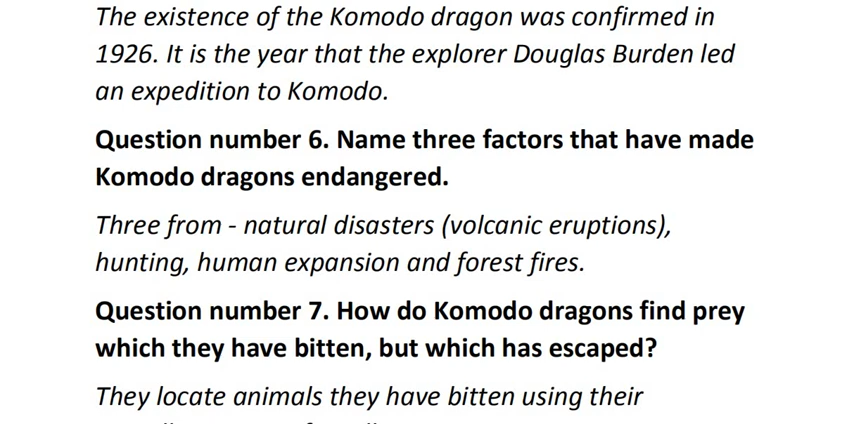 The existence of the Komodo dragon was confirmed in
1926. It is the year that the explorer Douglas Burden led
an expedition to Komodo.
Question number 6. Name three factors that have made
Komodo dragons endangered.
Three from - natural disasters (volcanic eruptions),
hunting, human expansion and forest fires.
Question number 7. How do Komodo dragons find prey
which they have bitten, but which has escaped?
They locate animals they have bitten using their